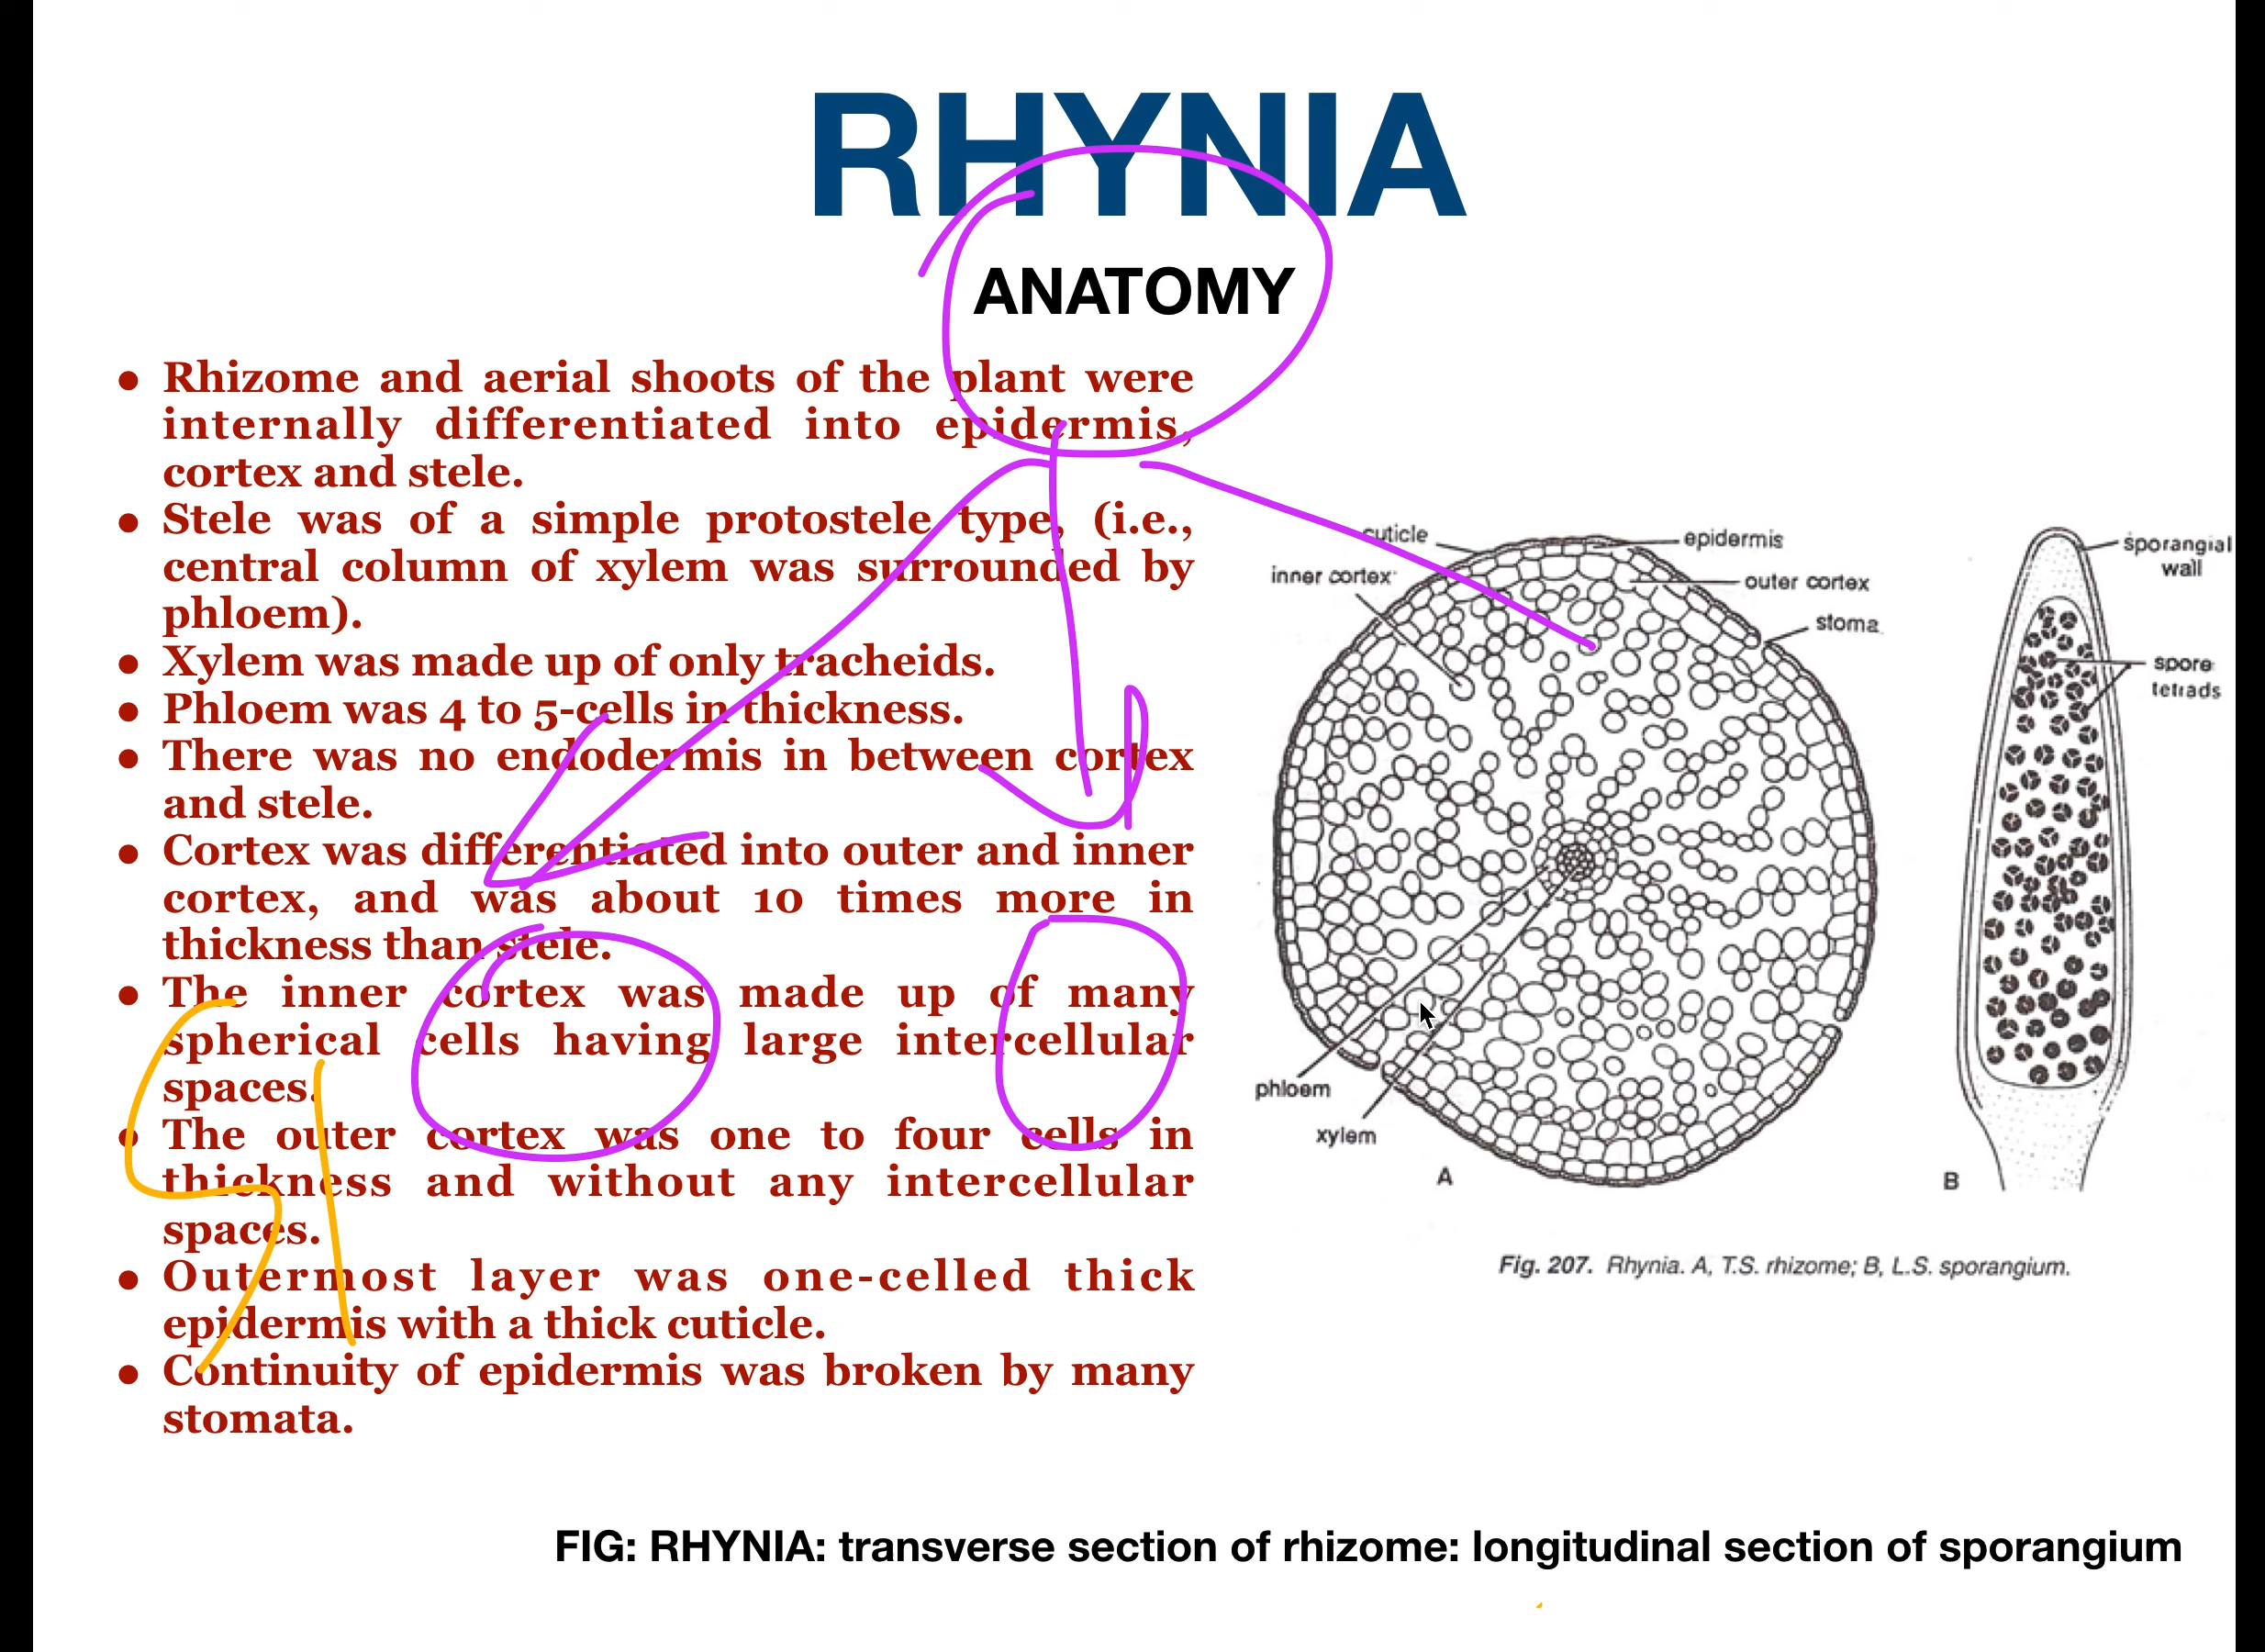 RHYNIA
ANATOMY
• Rhizome and aerial shoots of the plant were
internally differentiated into epidermis,
cortex and stele.
• Stele was of a simple protostele type, (i.e.,
central column of xylem was surrounded by
phloem).
• Xylem was made up of only tracheids.
• Phloem was 4 to 5-cells in thickness.
• There was no endodermis in between cortex
and stele.
• Cortex was differentiated into outer and inner
cortex, and was about 10 times more in
thickness than stele.
• The inner cortex was made up of many
spherical cells having large intercellular
spaces.
• The outer cortex was one to four cells in
thickness and without any intercellular
spaces.
• Outermost layer was one-celled thick
epidermis with a thick cuticle.
• Continuity of epidermis was broken by many
stomata.
cuticle
epidermis
inner cortex
outer cortex
stoma
phloem
xylem
A
sporangial
wall
spore
tetrads
B
Fig. 207. Rhynia. A, T.S. rhizome; B, L.S. sporangium.
FIG: RHYNIA: transverse section of rhizome: longitudinal section of sporangium